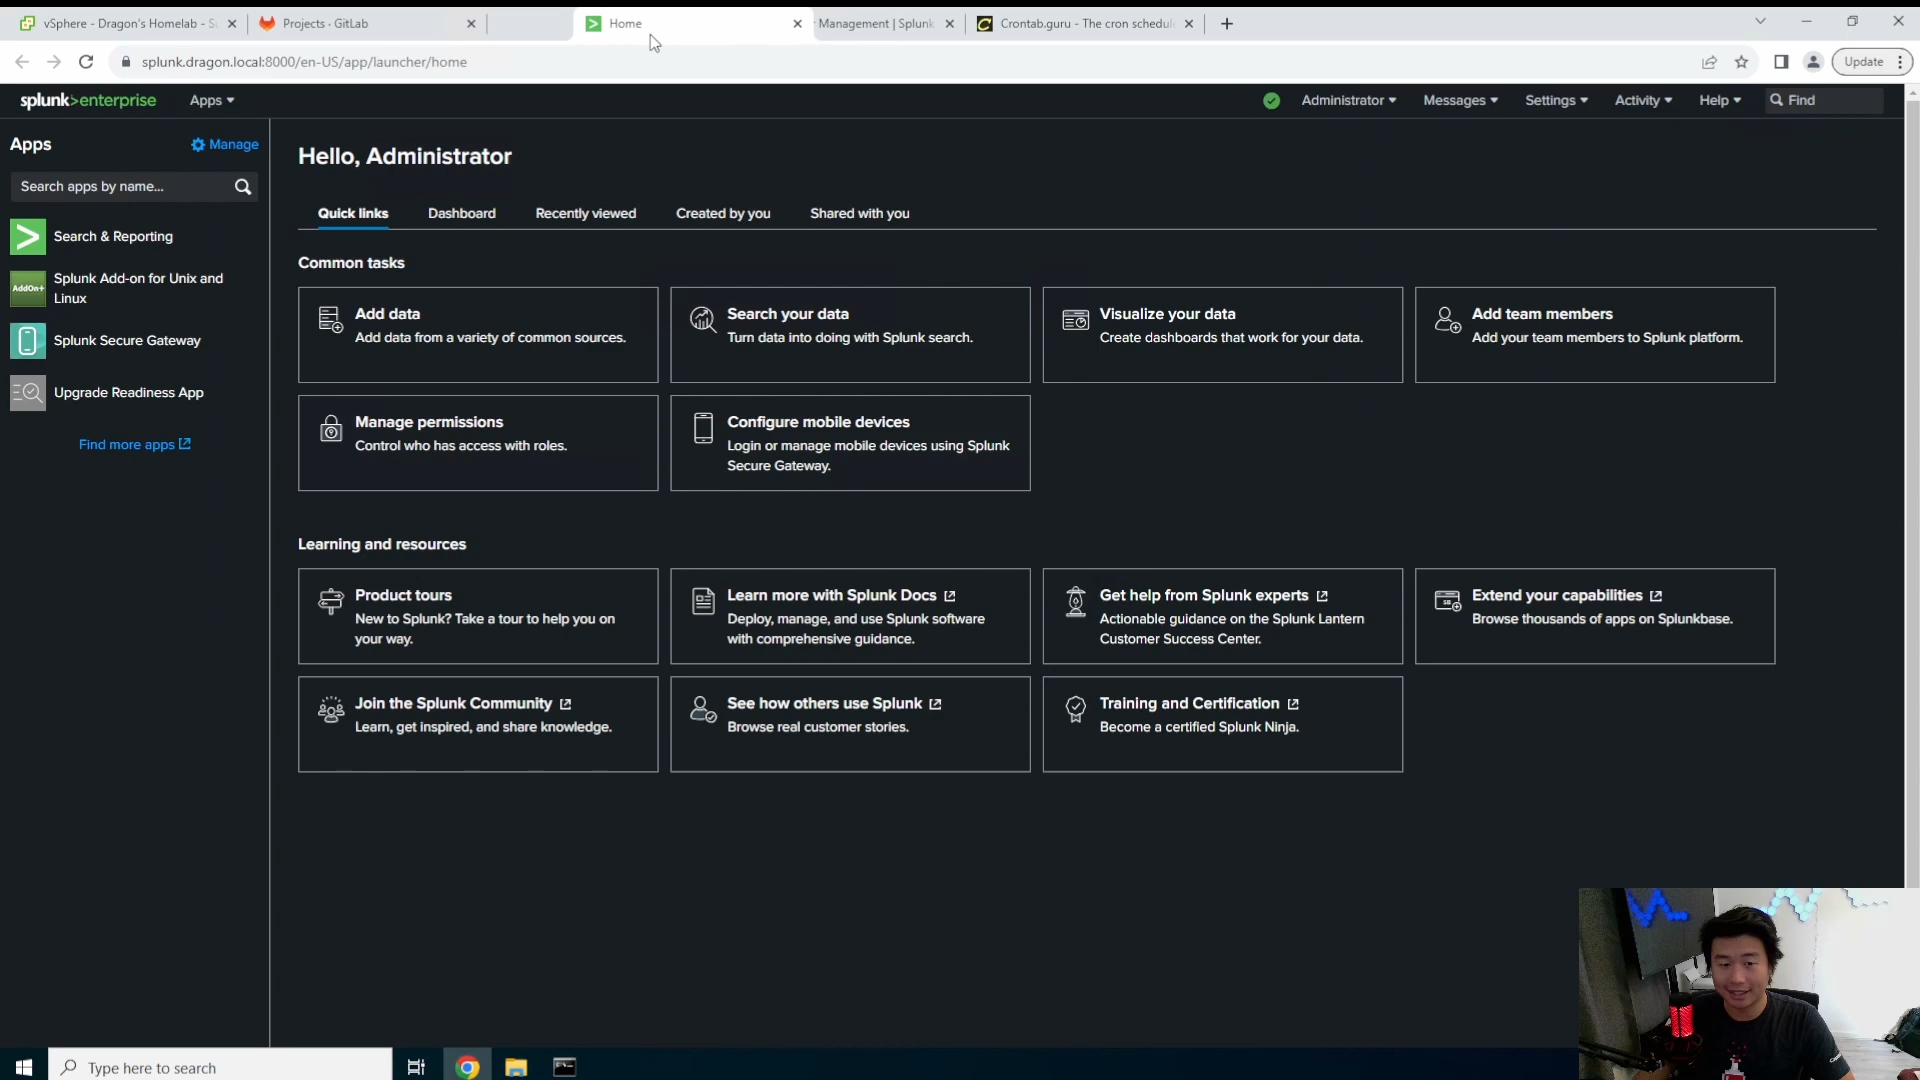 vSphere - Dragon's Homelab - S
Projects · GitLab
Home
Management | Splunk
Crontab.guru - The cron schedul
splunk.dragon.local:8000/en-US/app/launcher/home
Update
splunk>enterprise
Apps
Administrator
Messages
Settings
Activity
Help
Find
Apps
Manage
Search apps by name...
Search & Reporting
AddOn+
Splunk Add-on for Unix and
Linux
Splunk Secure Gateway
Upgrade Readiness App
Find more apps
Hello, Administrator
Quick links
Dashboard
Recently viewed
Created by you
Shared with you
Common tasks
Add data
Add data from a variety of common sources.
Search your data
Turn data into doing with Splunk search.
Visualize your data
Create dashboards that work for your data.
Add team members
Add your team members to Splunk platform.
Manage permissions
Control who has access with roles.
Configure mobile devices
Login or manage mobile devices using Splunk
Secure Gateway.
Learning and resources
Product tours
New to Splunk? Take a tour to help you on
your way.
Learn more with Splunk Docs
Deploy, manage, and use Splunk software
with comprehensive guidance.
Get help from Splunk experts
Actionable guidance on the Splunk Lantern
Customer Success Center.
Extend your capabilities
Browse thousands of apps on Splunkbase.
Join the Splunk Community
Learn, get inspired, and share knowledge.
See how others use Splunk
Browse real customer stories.
Training and Certification
Become a certified Splunk Ninja.
Type here to search